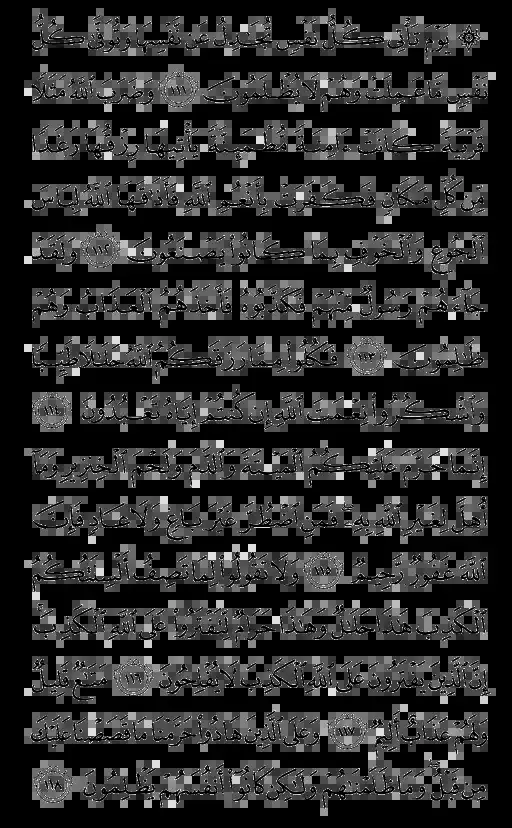 ۞ يَوْمَ تَأْتِي كُلُّ نَفْسٍ تُجَٰدِلُ عَن نَّفْسِهَا وَتُوَفَّىٰ كُلُّ
نَفْسٍ مَّا عَمِلَتْ وَهُمْ لَا يُظْلَمُونَ ١١١ وَضَرَبَ ٱللَّهُ مَثَلًا
قَرْيَةً كَانَتْ ءَامِنَةً مُّطْمَئِنَّةً يَأْتِيهَا رِزْقُهَا رَغَدًا
مِّن كُلِّ مَكَانٍ فَكَفَرَتْ بِأَنْعُمِ ٱللَّهِ فَأَذَٰقَهَا ٱللَّهُ لِبَاسَ
ٱلْجُوعِ وَٱلْخَوْفِ بِمَا كَانُوا۟ يَصْنَعُونَ ١١٢ وَلَقَدْ
جَآءَهُمْ رَسُولٌ مِّنْهُمْ فَكَذَّبُوهُ فَأَخَذَهُمُ ٱلْعَذَابُ وَهُمْ
ظَٰلِمُونَ ١١٣ فَكُلُوا۟ مِمَّا رَزَقَكُمُ ٱللَّهُ حَلَٰلًا طَيِّبًا
وَٱشْكُرُوا۟ نِعْمَتَ ٱللَّهِ إِن كُنتُمْ إِيَّاهُ تَعْبُدُونَ ١١٤
إِنَّمَا حَرَّمَ عَلَيْكُمُ ٱلْمَيْتَةَ وَٱلدَّمَ وَلَحْمَ ٱلْخِنزِيرِ وَمَآ
أُهِلَّ لِغَيْرِ ٱللَّهِ بِهِۦ فَمَنِ ٱضْطُرَّ غَيْرَ بَاغٍ وَلَا عَادٍ فَإِنَّ
ٱللَّهَ غَفُورٌ رَّحِيمٌ ١١٥ وَلَا تَقُولُوا۟ لِمَا تَصِفُ أَلْسِنَتُكُمُ
ٱلْكَذِبَ هَٰذَا حَلَٰلٌ وَهَٰذَا حَرَامٌ لِّتَفْتَرُوا۟ عَلَى ٱللَّهِ ٱلْكَذِبَ
إِنَّ ٱلَّذِينَ يَفْتَرُونَ عَلَى ٱللَّهِ ٱلْكَذِبَ لَا يُفْلِحُونَ ١١٦ مَتَٰعٌ قَلِيلٌ
وَلَهُمْ عَذَابٌ أَلِيمٌ ١١٧ وَعَلَى ٱلَّذِينَ هَادُوا۟ حَرَّمْنَا مَا قَصَصْنَا عَلَيْكَ
مِن قَبْلُ وَمَا ظَلَمْنَٰهُمْ وَلَٰكِن كَانُوٓا۟ أَنفُسَهُمْ يَظْلِمُونَ ١١٨